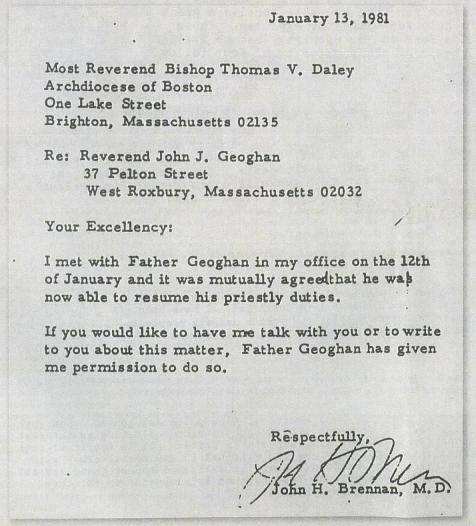 January 13, 1981
Most Reverend Bishop Thomas V. Daley
Archdiocese of Boston
One Lake Street
Brighton, Massachusetts 02135
Re: Reverend John J. Geoghan
37 Pelton Street
West Roxbury, Massachusetts 02032
Your Excellency:
I met with Father Geoghan in my office on the 12th
of January and it was mutually agreed that he was
now able to resume his priestly duties.
If you would like to have me talk with you or to write
to you about this matter, Father Geoghan has given
me permission to do so.
Respectfully,
John H. Brennan, M.D.